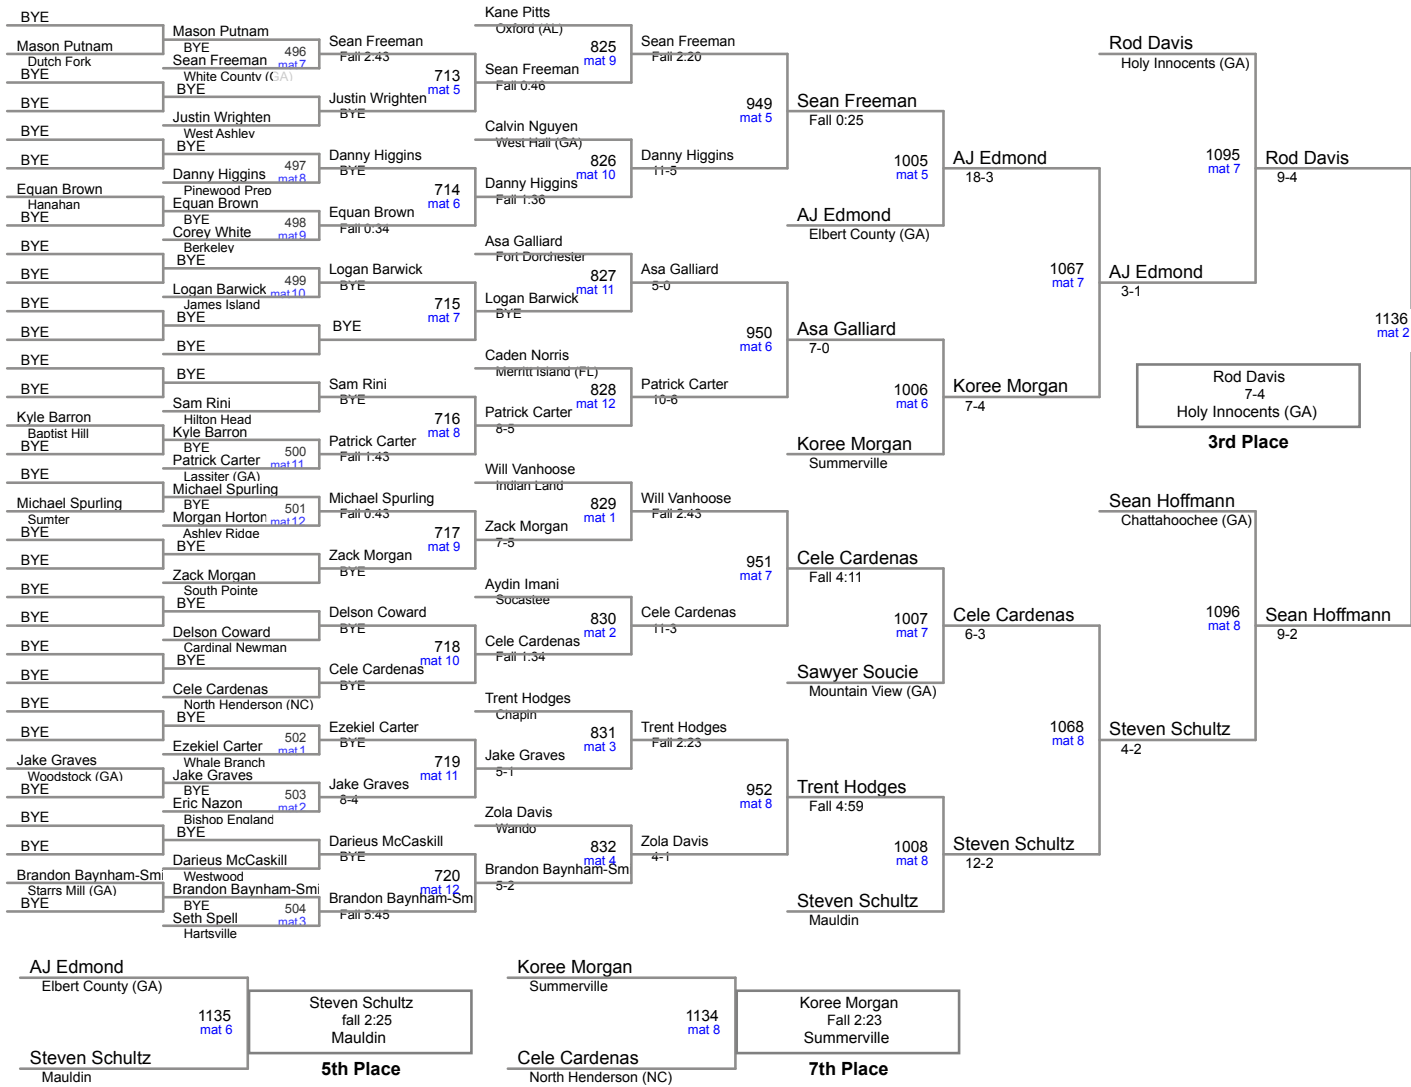 BYE
Mason Putnam
Dutch Fork
BYE
BYE
BYE
BYE
Equan Brown
Hanahan
BYE
BYE
BYE
BYE
BYE
BYE
BYE
Kyle Barron
Baptist Hill
BYE
BYE
Michael Spurling
Sumter
BYE
BYE
BYE
BYE
BYE
BYE
BYE
BYE
Jake Graves
Woodstock (GA)
BYE
BYE
BYE
Brandon Baynham-Smi
Starrs Mill (GA)
BYE
Mason Putnam
BYE
496
mat 7
Sean Freeman
White County (GA)
BYE
Justin Wrighten
West Ashley
BYE
497
mat 8
Danny Higgins
Pinewood Prep
Equan Brown
BYE
498
mat 9
Corey White
Berkeley
BYE
499
mat 10
Logan Barwick
James Island
BYE
BYE
BYE
Sam Rini
Hilton Head
Kyle Barron
BYE
500
mat 11
Patrick Carter
Lassiter (GA)
Michael Spurling
BYE
501
mat 12
Morgan Horton
Ashley Ridge
BYE
Zack Morgan
South Pointe
BYE
Delson Coward
Cardinal Newman
BYE
Cele Cardenas
North Henderson (NC)
BYE
502
mat 1
Ezekiel Carter
Whale Branch
Jake Graves
BYE
503
mat 2
Eric Nazon
Bishop England
BYE
Darieus McCaskill
Westwood
Brandon Baynham-Smi
BYE
504
mat 3
Seth Spell
Hartsville
Sean Freeman
Fall 2:43
713
mat 5
Justin Wrighten
BYE
Danny Higgins
BYE
714
mat 6
Equan Brown
Fall 0:34
Logan Barwick
BYE
715
mat 7
BYE
Sam Rini
BYE
716
mat 8
Patrick Carter
Fall 1:43
Michael Spurling
Fall 0:43
717
mat 9
Zack Morgan
BYE
Delson Coward
BYE
718
mat 10
Cele Cardenas
BYE
Ezekiel Carter
BYE
719
mat 11
Jake Graves
8-4
Darieus McCaskill
BYE
720
mat 12
Brandon Baynham-Sm
Fall 5:45
Kane Pitts
Oxford (AL)
825
mat 9
Sean Freeman
Fall 0:46
Calvin Nguyen
West Hall (GA)
826
mat 10
Danny Higgins
Fall 1:36
Asa Galliard
Fort Dorchester
827
mat 11
Logan Barwick
BYE
Caden Norris
Merritt Island (FL)
828
mat 12
Patrick Carter
8-5
Will Vanhoose
Indian Land
829
mat 1
Zack Morgan
7-5
Aydin Imani
Socastee
830
mat 2
Cele Cardenas
Fall 1:34
Trent Hodges
Chapin
831
mat 3
Jake Graves
5-1
Zola Davis
Wando
832
mat 4
Brandon Baynham-Sm
5-2
Sean Freeman
Fall 2:20
949
mat 5
Danny Higgins
11-5
Asa Galliard
5-0
950
mat 6
Patrick Carter
10-6
Will Vanhoose
Fall 2:43
951
mat 7
Cele Cardenas
11-3
Trent Hodges
Fall 2:23
952
mat 8
Zola Davis
4-1
Sean Freeman
Fall 0:25
1005
mat 5
AJ Edmond
Elbert County (GA)
Asa Galliard
7-0
1006
mat 6
Koree Morgan
Summerville
Cele Cardenas
Fall 4:11
1007
mat 7
Sawyer Soucie
Mountain View (GA)
Trent Hodges
Fall 4:59
1008
mat 8
Steven Schultz
Mauldin
AJ Edmond
18-3
1067
mat 7
Koree Morgan
7-4
Cele Cardenas
6-3
1068
mat 8
Steven Schultz
12-2
Rod Davis
Holy Innocents (GA)
1095
mat 7
AJ Edmond
3-1
Sean Hoffmann
Chattahoochee (GA)
1096
mat 8
Steven Schultz
4-2
Rod Davis
9-4
1136
mat 2
Sean Hoffmann
9-2
Rod Davis
7-4
Holy Innocents (GA)
3rd Place
AJ Edmond
Elbert County (GA)
1135
mat 6
Steven Schultz
Mauldin
Steven Schultz
fall 2:25
Mauldin
5th Place
Koree Morgan
Summerville
1134
mat 8
Cele Cardenas
North Henderson (NC)
Koree Morgan
Fall 2:23
Summerville
7th Place